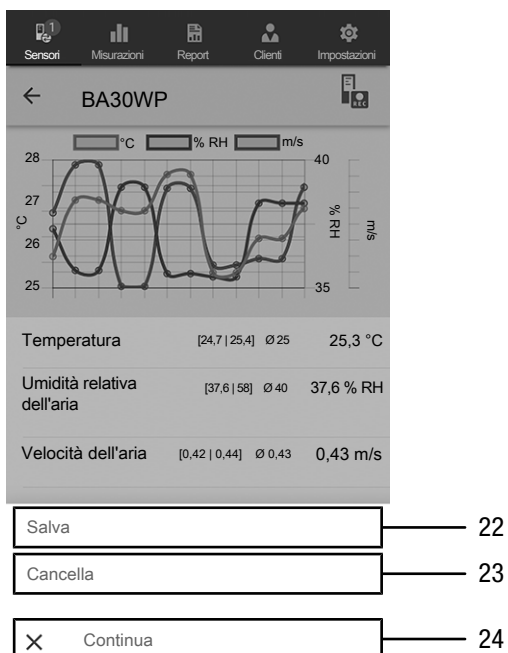 1
Sensori Misurazioni Report Clienti Impostazioni
BA30WP
REC
°C % RH m/s
28 40
27
26
25 35
°C
% RH
m/s
Temperatura [24,7 | 25,4] Ø 25 25,3 °C
Umidità relativa
dell'aria [37,6 | 58] Ø 40 37,6 % RH
Velocità dell'aria [0,42 | 0,44] Ø 0,43 0,43 m/s
Salva 22
Cancella 23
Continua 24